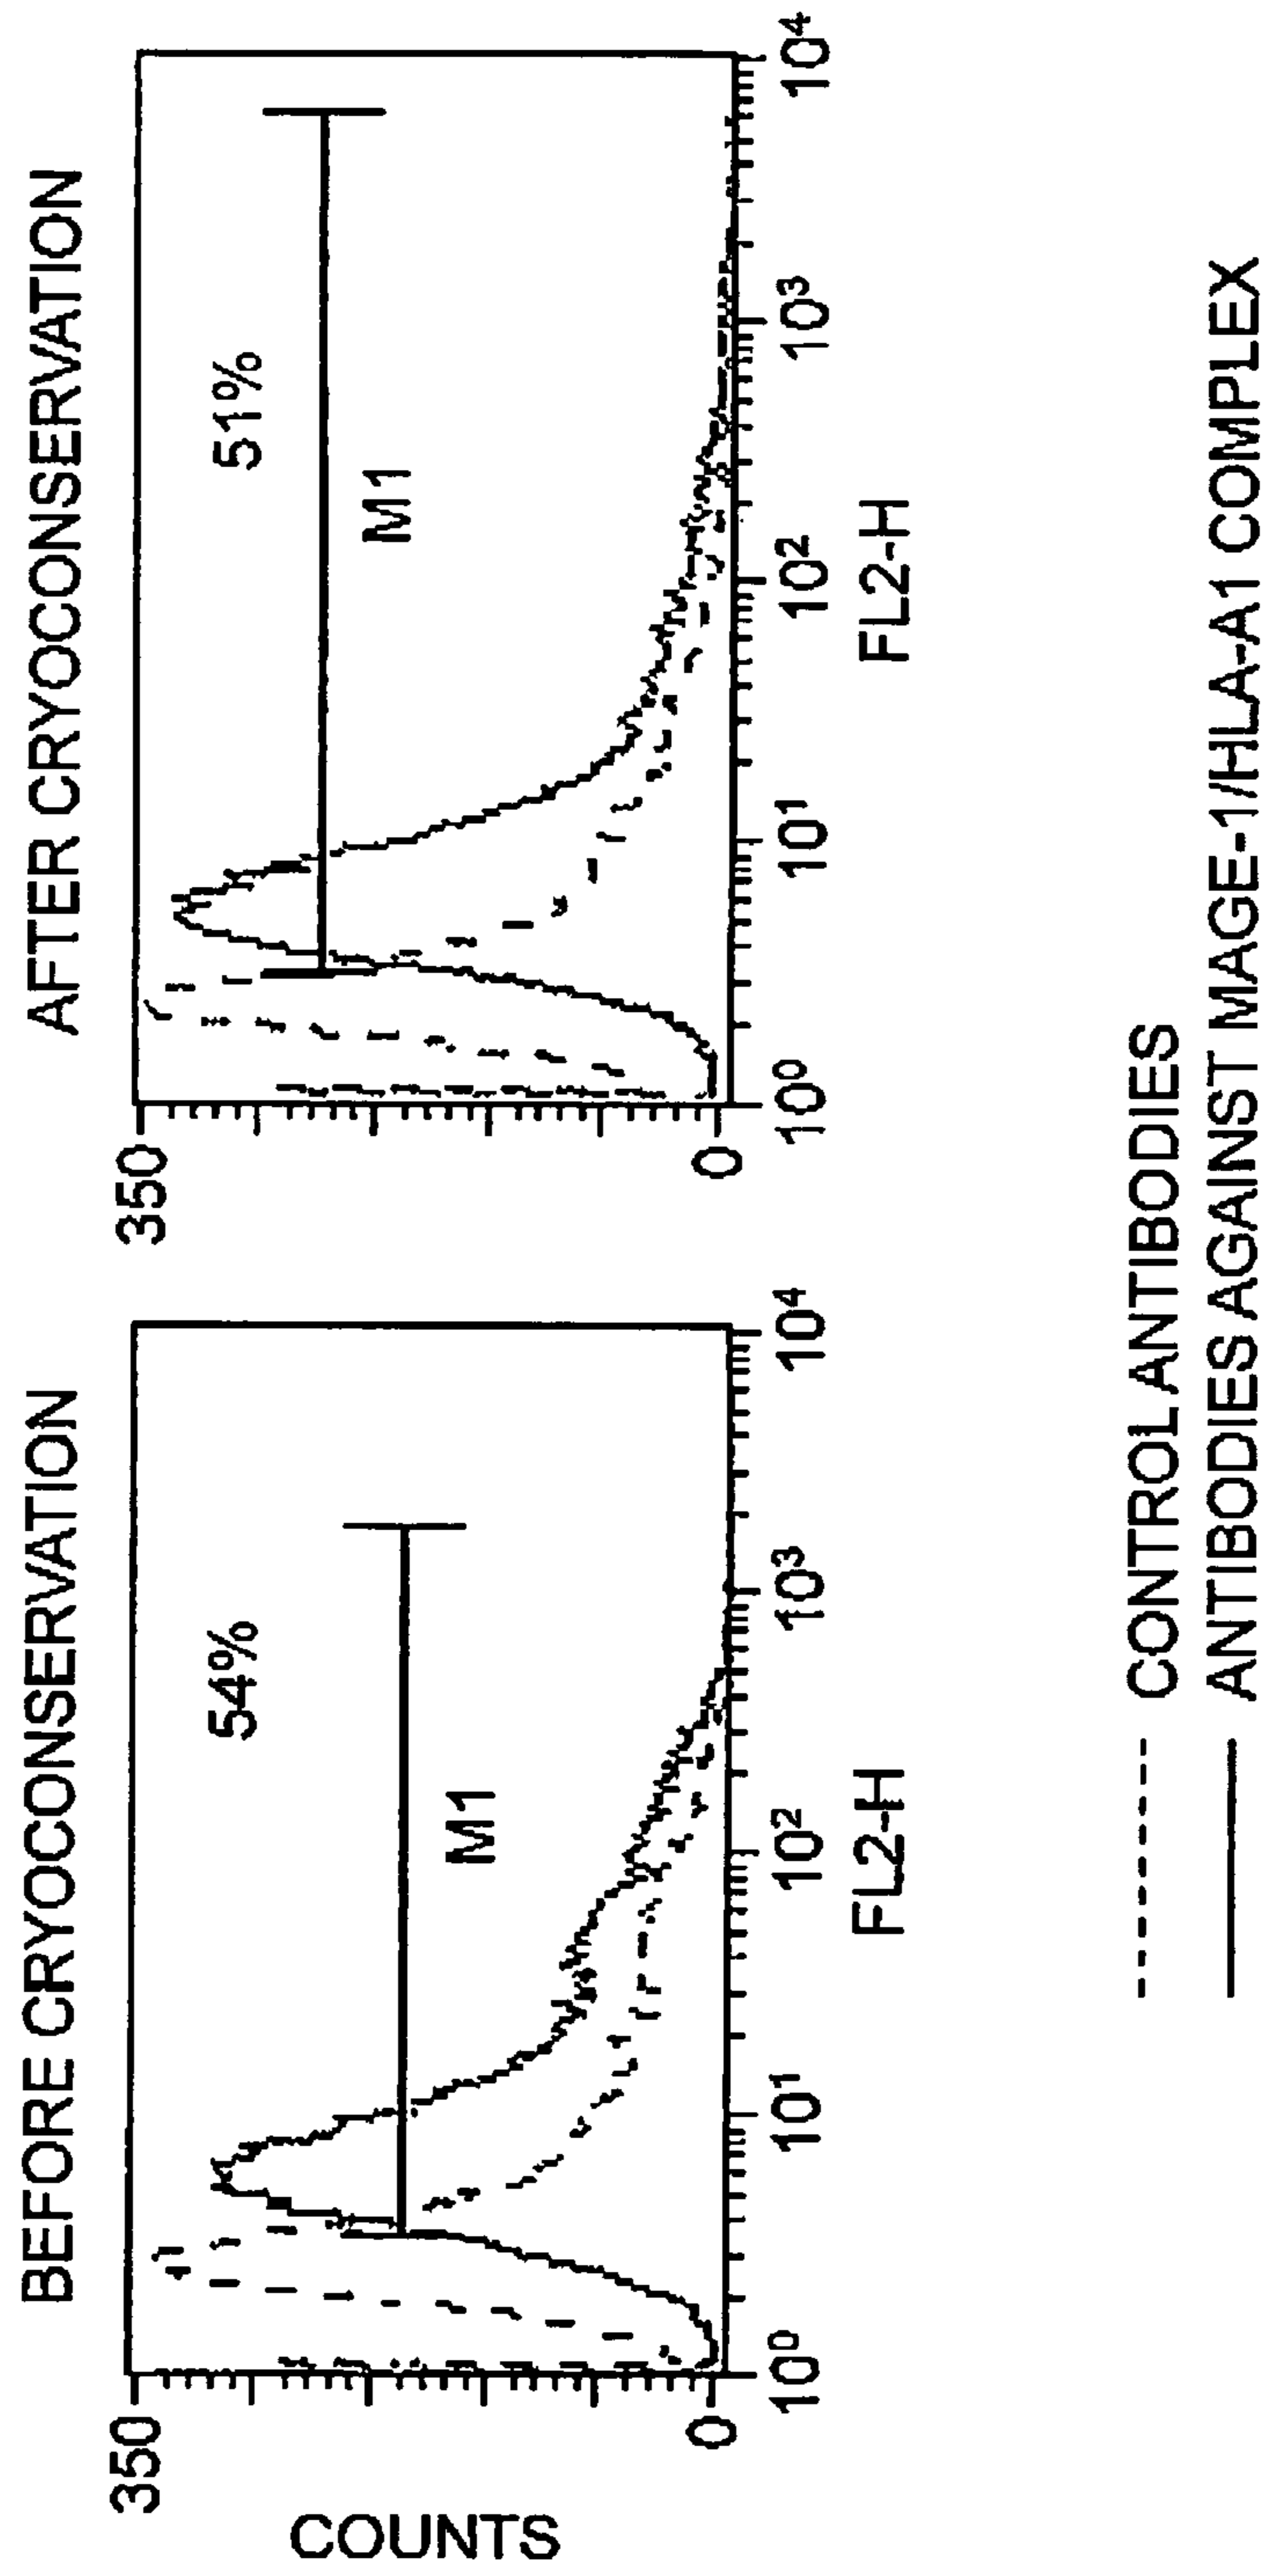 BEFORE CRYOCONSERVATION
AFTER CRYOCONSERVATION
COUNTS
350
0
54%
M1
10⁰
10¹
10²
10³
10⁴
FL2-H
350
0
51%
M1
10⁰
10¹
10²
10³
10⁴
FL2-H
CONTROL ANTIBODIES
ANTIBODIES AGAINST MAGE-1/HLA-A1 COMPLEX